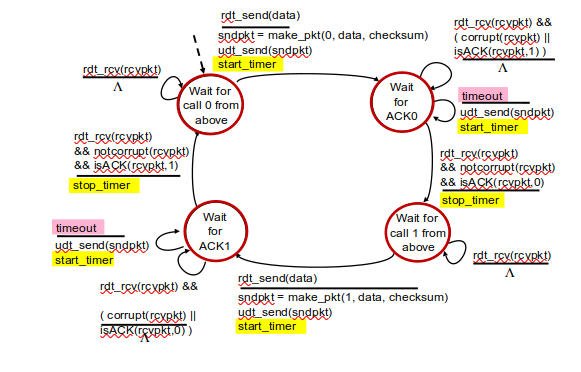 rdt_send(data)
sndpkt = make_pkt(0, data, checksum)
udt_send(sndpkt)
start_timer
rdt_rcv(rcvpkt) &&
( corrupt(rcvpkt) ||
isACK(rcvpkt,1) )
Λ
rdt_rcv(rcvpkt)
Λ
Wait for
call 0 from
above
Wait
for
ACK0
timeout
udt_send(sndpkt)
start_timer
rdt_rcv(rcvpkt)
&& notcorrupt(rcvpkt)
&& isACK(rcvpkt,1)
stop_timer
rdt_rcv(rcvpkt)
&& notcorrupt(rcvpkt)
&& isACK(rcvpkt,0)
stop_timer
timeout
udt_send(sndpkt)
start_timer
Wait
for
ACK1
Wait for
call 1 from
above
rdt_rcv(rcvpkt)
Λ
rdt_rcv(rcvpkt) &&
( corrupt(rcvpkt) ||
isACK(rcvpkt,0) )
Λ
rdt_send(data)
sndpkt = make_pkt(1, data, checksum)
udt_send(sndpkt)
start_timer